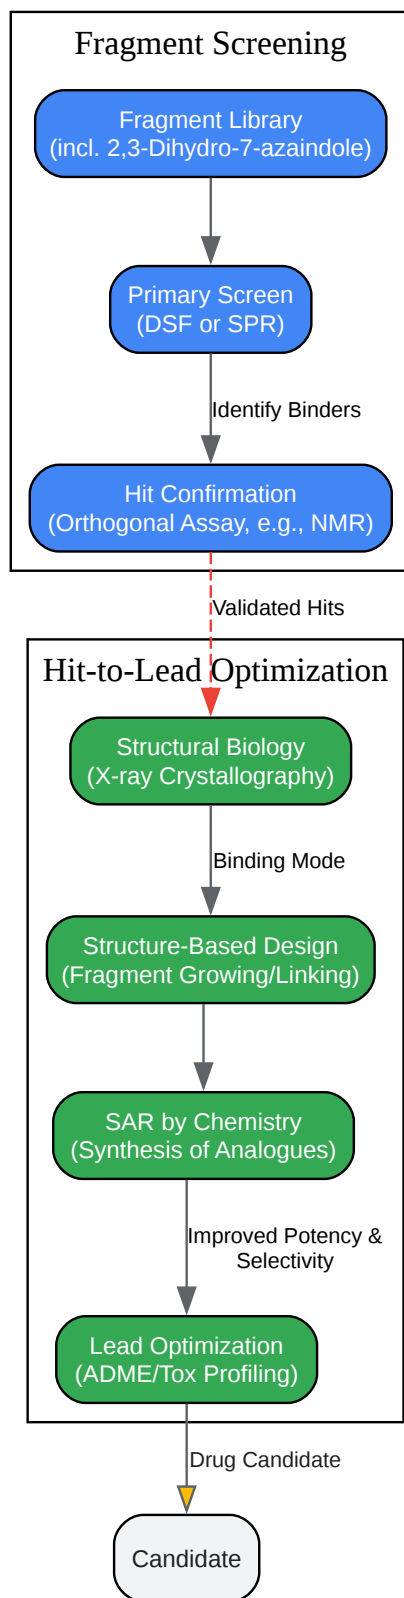 Fragment Screening
Fragment Library
(incl. 2,3-Dihydro-7-azaindole)
Primary Screen
(DSF or SPR)
Identify Binders
Hit Confirmation
(Orthogonal Assay, e.g., NMR)
Validated Hits
Hit-to-Lead Optimization
Structural Biology
(X-ray Crystallography)
Binding Mode
Structure-Based Design
(Fragment Growing/Linking)
SAR by Chemistry
(Synthesis of Analogues)
Improved Potency &
Selectivity
Lead Optimization
(ADME/Tox Profiling)
Drug Candidate
Candidate